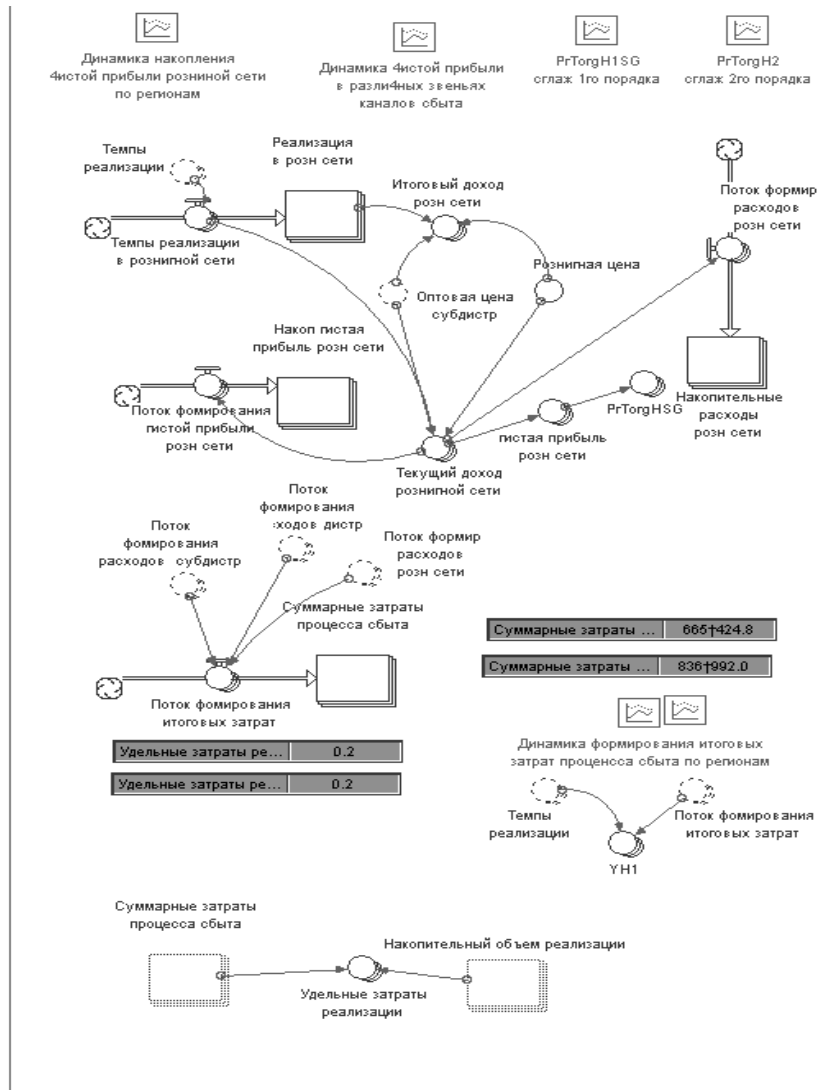 Динамика накопления
4истой прибыли розниной сети
по регионам
Динамика 4истой прибыли
в разли4ных звеньях
каналов сбыта
PrTorgH1SG
сглаж 1го порядка
PrTorgH2
сглаж 2го порядка
Темпы
реализации
Реализация
в розн сети
Итоговый доход
розн сети
Поток формир
расходов
розн сети
Темпы реализации
в рознигной сети
Рознигная цена
Оптовая цена
субдистр
Накоп гистая
прибыль розн сети
Поток фомирования
гистой прибыли
розн сети
PrTorgHSG
Накопительные
расходы
розн сети
гистая прибыль
розн сети
Текущий доход
рознигной сети
Поток
фомирования
:ходов дистр
Поток
фомирования
расходов субдистр
Поток формир
расходов
розн сети
Суммарные затраты
процесса сбыта
Суммарные затраты ... 665†424.8
Суммарные затраты ... 836†992.0
Поток фомирования
итоговых затрат
Удельные затраты ре... 0.2
Удельные затраты ре... 0.2
Динамика формирования итоговых
затрат проценсса сбыта по регионам
Темпы
реализации
Поток фомирования
итоговых затрат
YH1
Суммарные затраты
процесса сбыта
Накопительный объем реализации
Удельные затраты
реализации